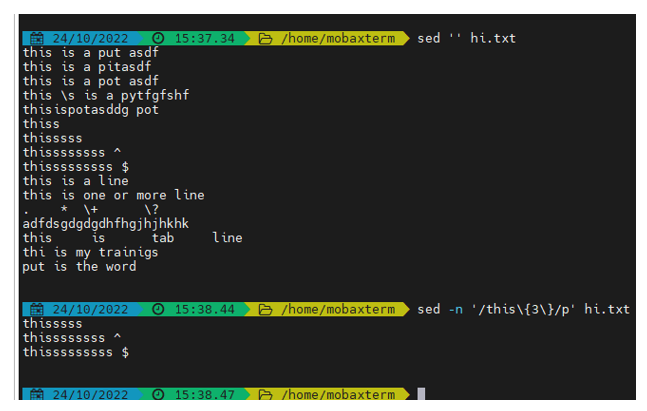 24/10/2022 15:37.34 /home/mobaxterm sed '' hi.txt
this is a put asdf
this is a pitasdf
this is a pot asdf
this \s is a pytfgfshf
thisispotasddg pot
thiss
thisssss
thissssssss ^
thisssssssss $
this is a line
this is one or more line
. * \+ \?
adfdsgdgdgdhfhgjhjhkhk
this is tab line
thi is my trainigs
put is the word
24/10/2022 15:38.44 /home/mobaxterm sed -n '/this\{3\}/p' hi.txt
thisssss
thissssssss ^
thisssssssss $
24/10/2022 15:38.47 /home/mobaxterm